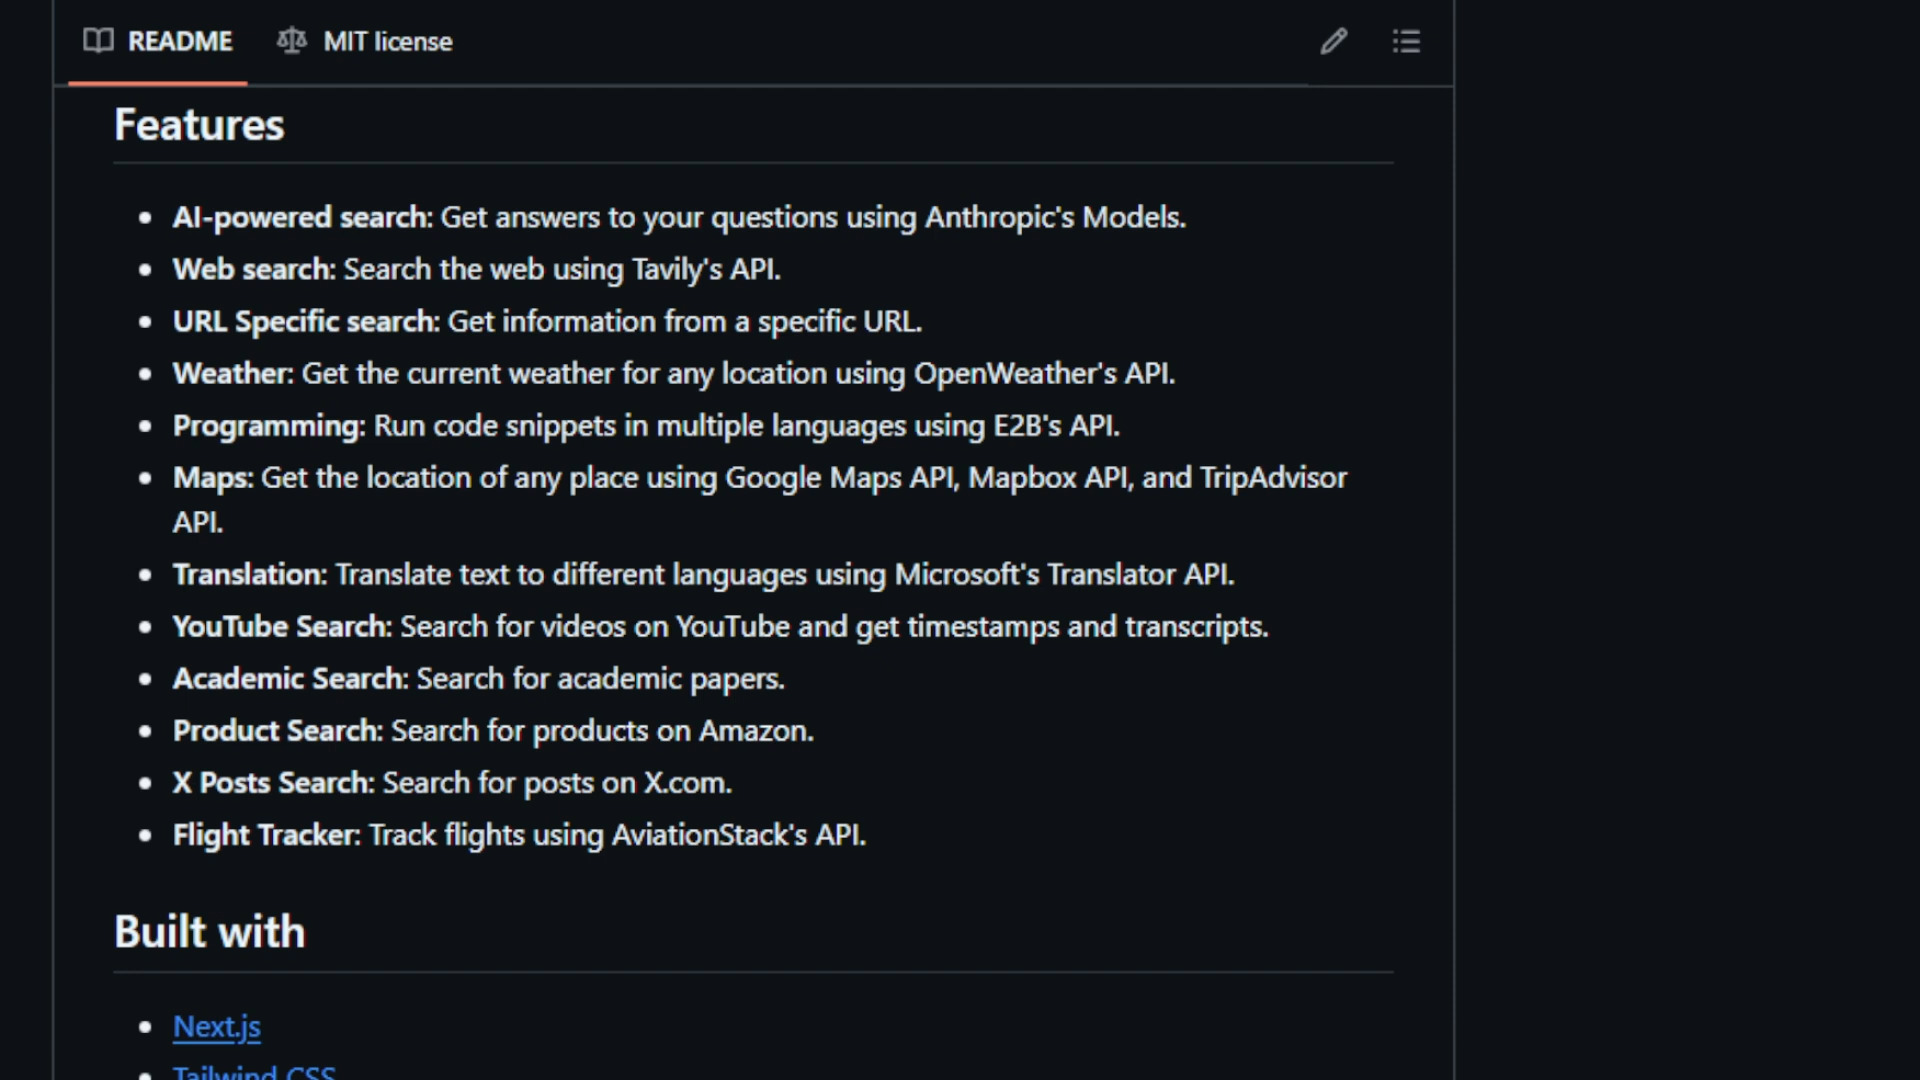 README
MIT license
Features
AI-powered search: Get answers to your questions using Anthropic's Models.
Web search: Search the web using Tavily's API.
URL Specific search: Get information from a specific URL.
Weather: Get the current weather for any location using OpenWeather's API.
Programming: Run code snippets in multiple languages using E2B's API.
Maps: Get the location of any place using Google Maps API, Mapbox API, and TripAdvisor
API.
Translation: Translate text to different languages using Microsoft's Translator API.
YouTube Search: Search for videos on YouTube and get timestamps and transcripts.
Academic Search: Search for academic papers.
Product Search: Search for products on Amazon.
X Posts Search: Search for posts on X.com.
Flight Tracker: Track flights using AviationStack's API.
Built with
Next.js
Tailwind CSS